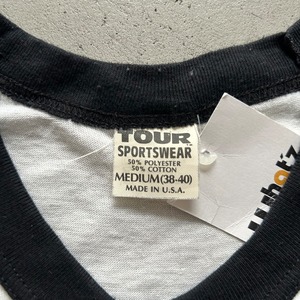 TOUR
SPORTSWEAR
50% POLYESTER
50% COTTON
MEDIUM(38-40)
MADE IN U.S.A.